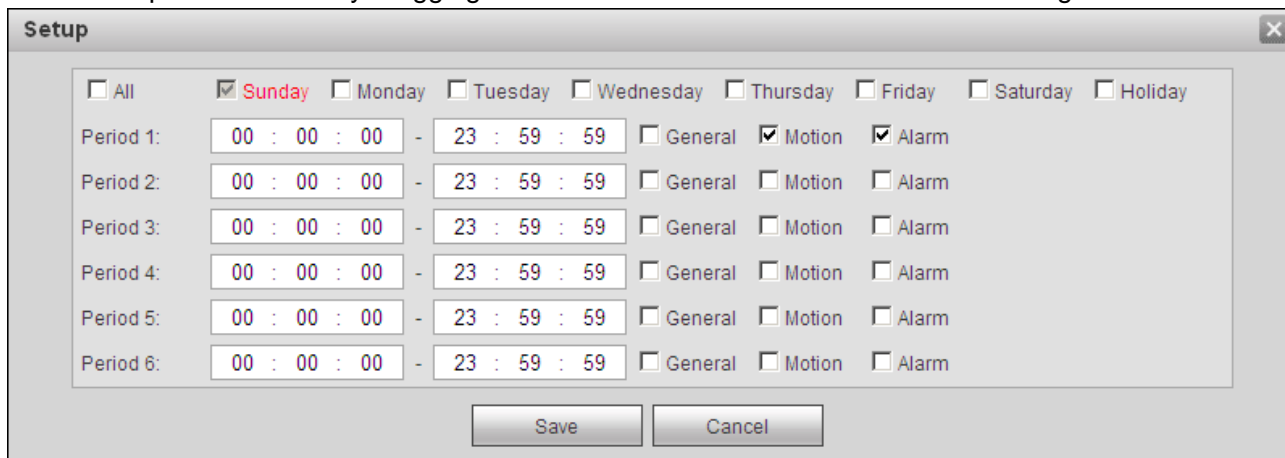 Setup
All Sunday Monday Tuesday Wednesday Thursday Friday Saturday Holiday
Period 1: 00 : 00 : 00 - 23 : 59 : 59 General Motion Alarm
Period 2: 00 : 00 : 00 - 23 : 59 : 59 General Motion Alarm
Period 3: 00 : 00 : 00 - 23 : 59 : 59 General Motion Alarm
Period 4: 00 : 00 : 00 - 23 : 59 : 59 General Motion Alarm
Period 5: 00 : 00 : 00 - 23 : 59 : 59 General Motion Alarm
Period 6: 00 : 00 : 00 - 23 : 59 : 59 General Motion Alarm
Save Cancel